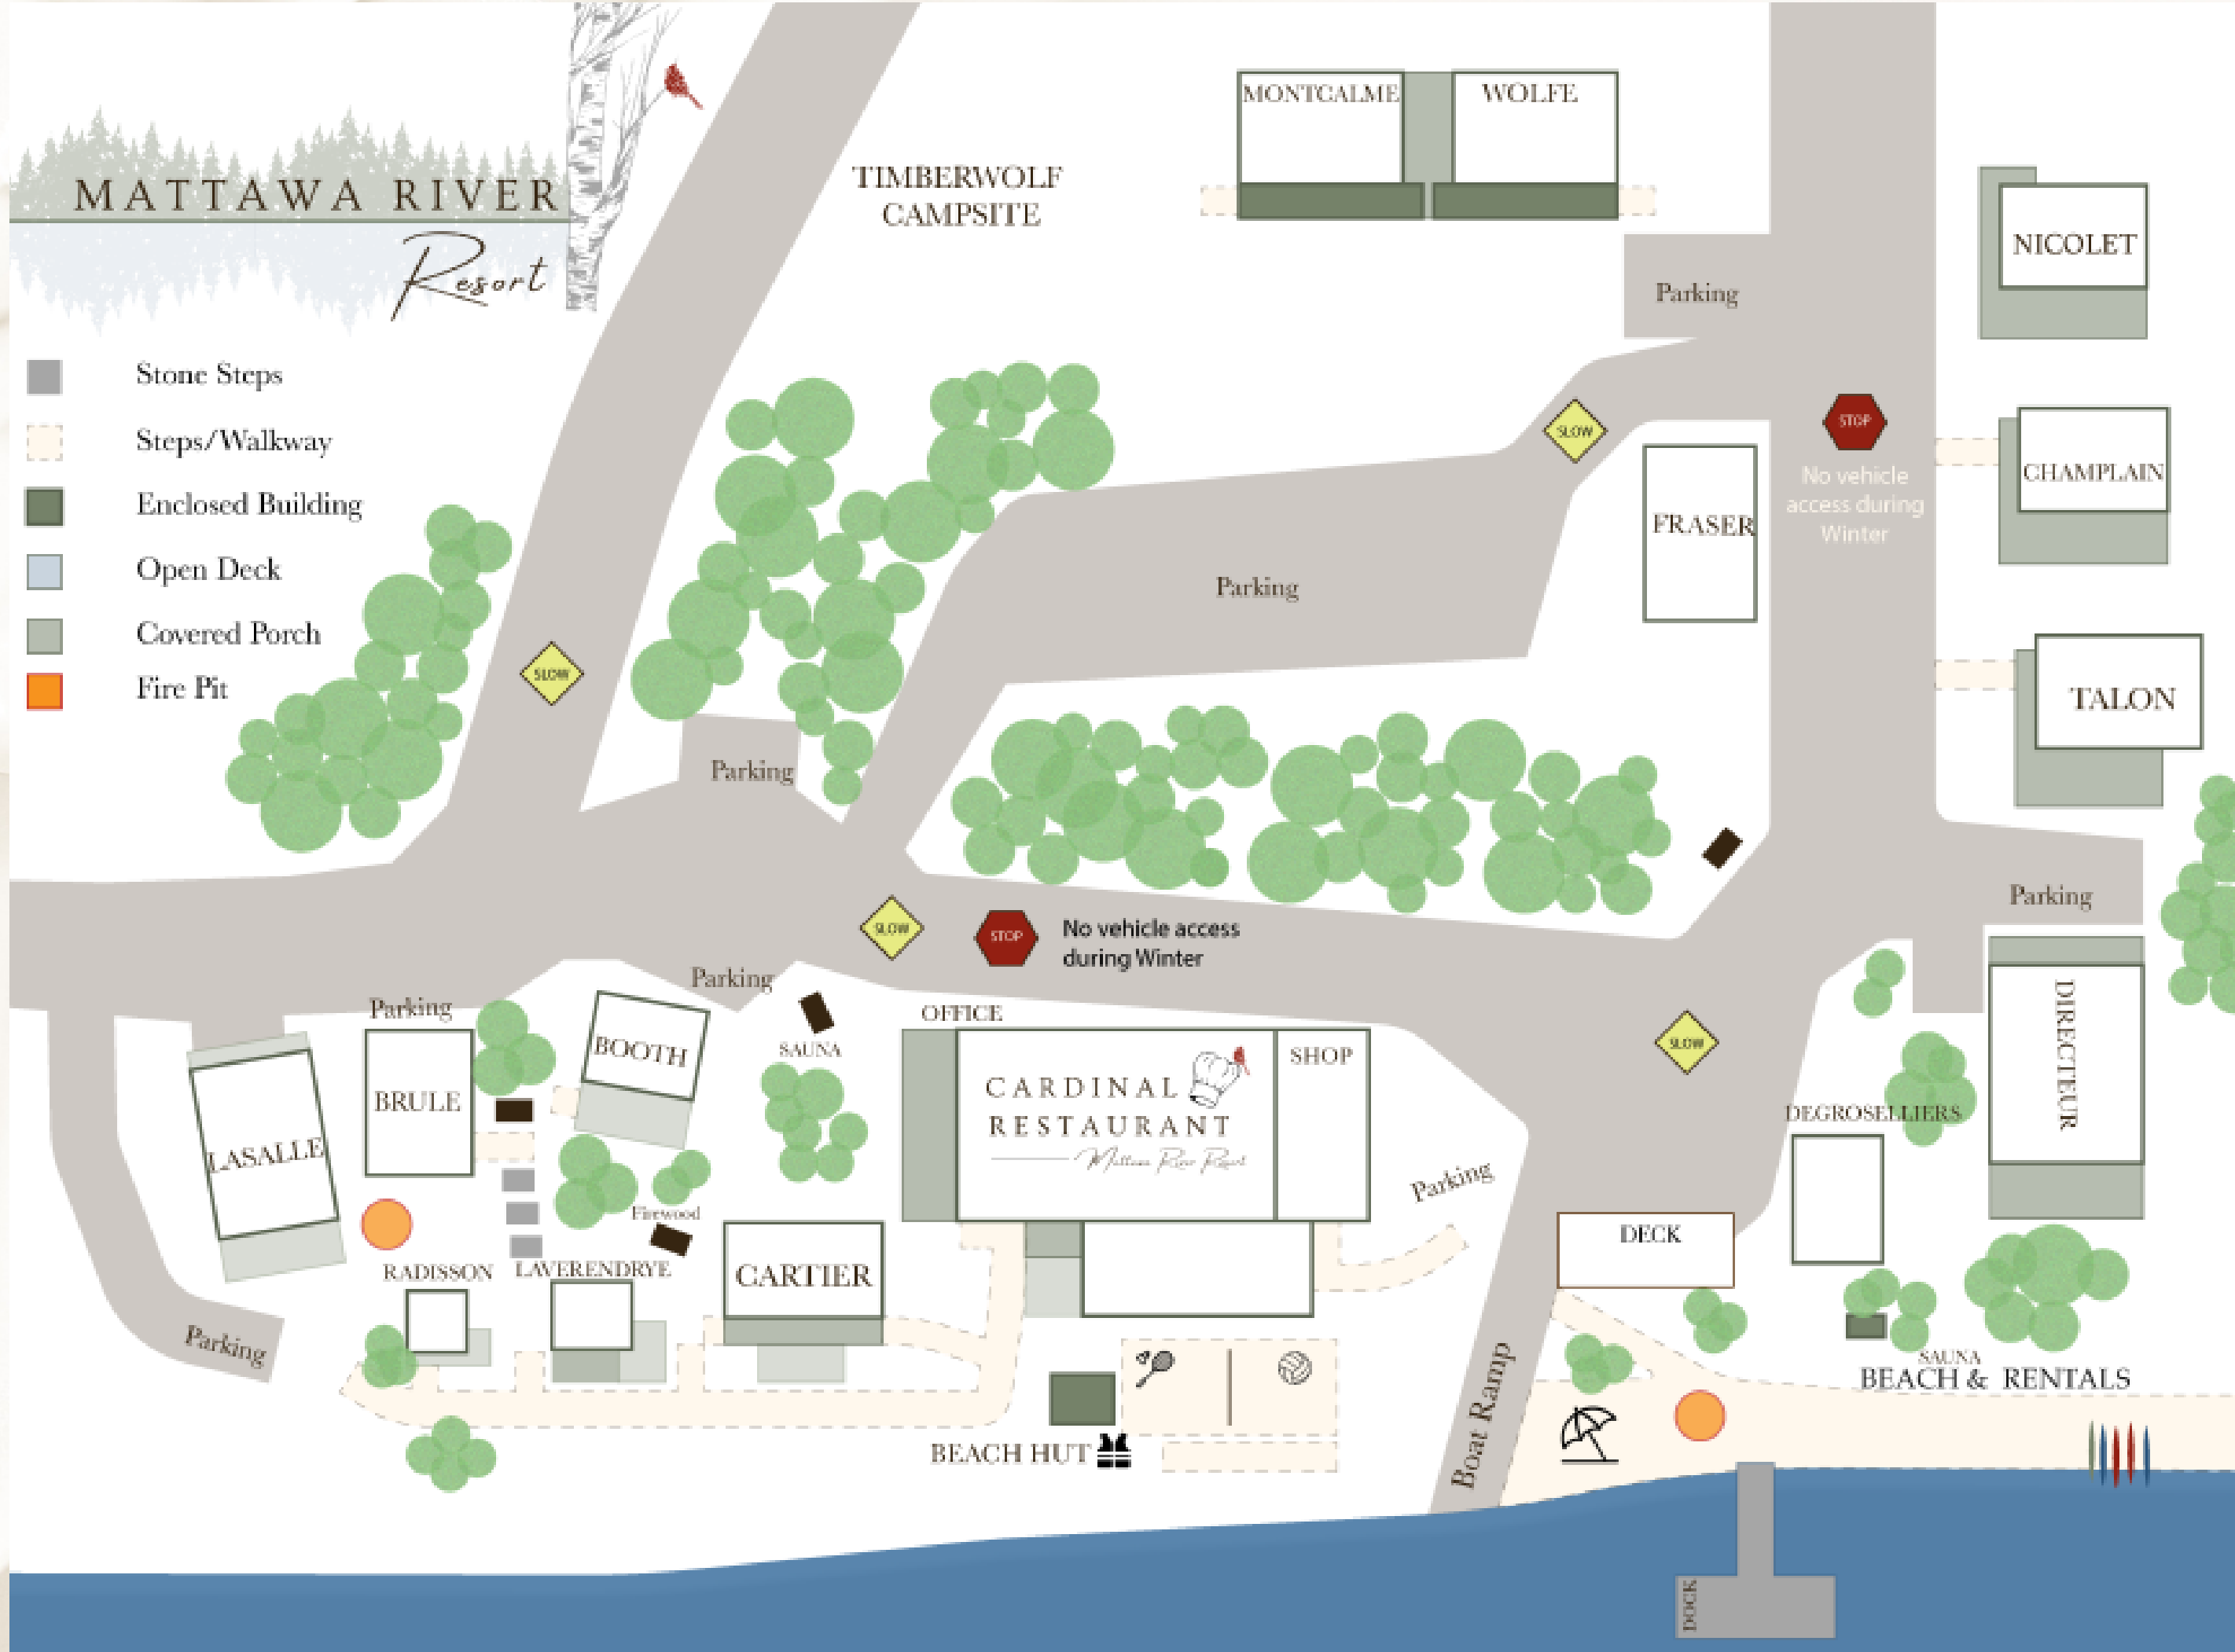 MATTAWA RIVER
Resort
Stone Steps
Steps/Walkway
Enclosed Building
Open Deck
Covered Porch
Fire Pit
TIMBERWOLF
CAMPSITE
MONTCALME
WOLFE
Parking
NICOLET
SLOW
STOP
No vehicle
access during
Winter
CHAMPLAIN
FRASER
Parking
TALON
SLOW
Parking
Parking
SLOW
STOP
No vehicle access
during Winter
Parking
Parking
LASALLE
BRULE
BOOTH
SAUNA
OFFICE
CARDINAL
RESTAURANT
Mattawa River Resort
SHOP
SLOW
DIRECTEUR
DEGROSELLIERS
Parking
DECK
Firewood
RADISSON
LAVERENDRYE
CARTIER
Parking
BEACH HUT
Boat Ramp
SAUNA
BEACH & RENTALS
DOCK